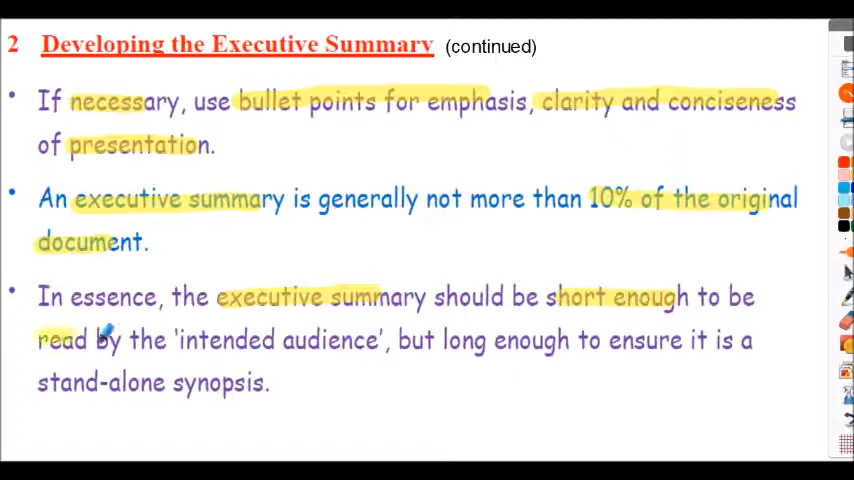 2 Developing the Executive Summary (continued)
• If necessary, use bullet points for emphasis, clarity and conciseness
of presentation.
• An executive summary is generally not more than 10% of the original
document.
• In essence, the executive summary should be short enough to be
read by the ‘intended audience’, but long enough to ensure it is a
stand-alone synopsis.